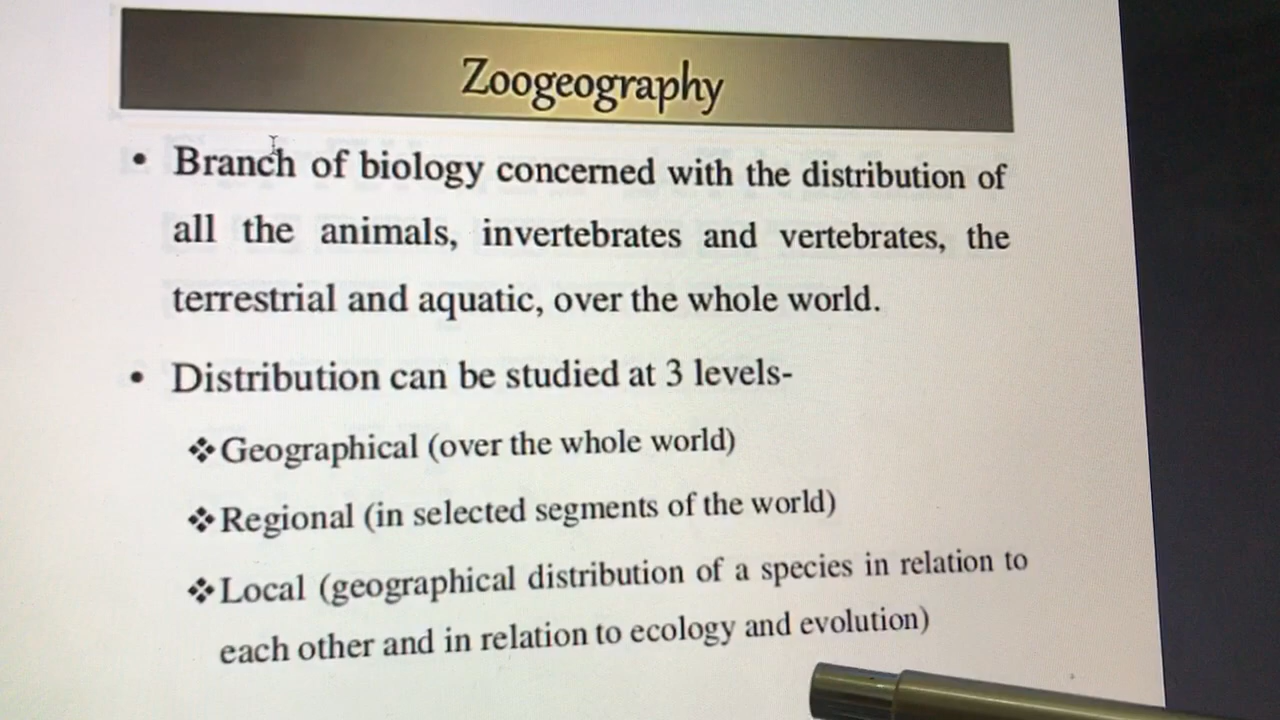 Zoogeography
• Branch of biology concerned with the distribution of
all the animals, invertebrates and vertebrates, the
terrestrial and aquatic, over the whole world.
• Distribution can be studied at 3 levels-
❖Geographical (over the whole world)
❖Regional (in selected segments of the world)
❖Local (geographical distribution of a species in relation to
each other and in relation to ecology and evolution)